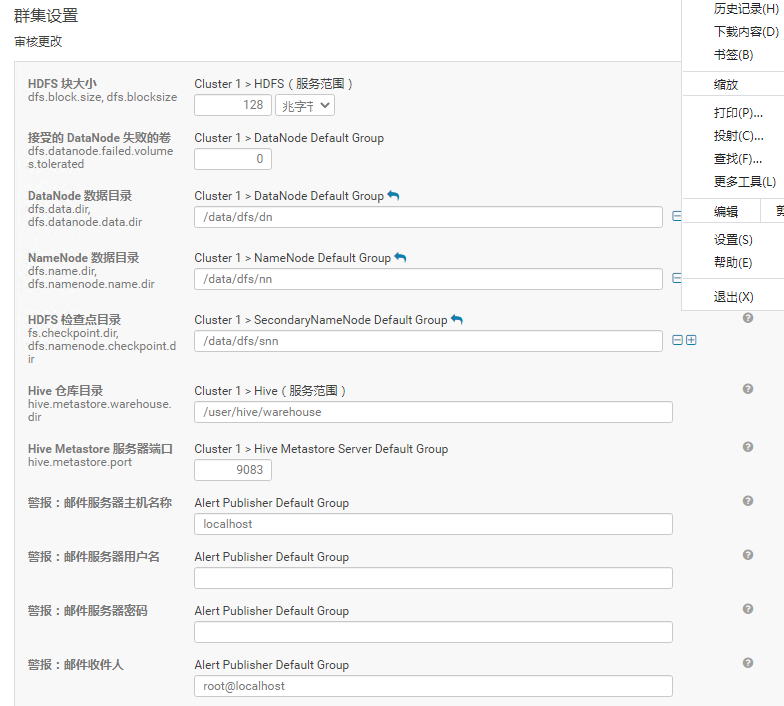 群集设置
审核更改
HDFS 块大小
dfs.block.size, dfs.blocksize
Cluster 1 > HDFS（服务范围）
128 兆字节
接受的 DataNode 失败的卷
dfs.datanode.failed.volume
s.tolerated
Cluster 1 > DataNode Default Group
0
DataNode 数据目录
dfs.data.dir,
dfs.datanode.data.dir
Cluster 1 > DataNode Default Group
/data/dfs/dn
NameNode 数据目录
dfs.name.dir,
dfs.namenode.name.dir
Cluster 1 > NameNode Default Group
/data/dfs/nn
HDFS 检查点目录
fs.checkpoint.dir,
dfs.namenode.checkpoint.d
ir
Cluster 1 > SecondaryNameNode Default Group
/data/dfs/snn
Hive 仓库目录
hive.metastore.warehouse.
dir
Cluster 1 > Hive（服务范围）
/user/hive/warehouse
Hive Metastore 服务器端口
hive.metastore.port
Cluster 1 > Hive Metastore Server Default Group
9083
警报：邮件服务器主机名称
Alert Publisher Default Group
localhost
警报：邮件服务器用户名
Alert Publisher Default Group
警报：邮件服务器密码
Alert Publisher Default Group
警报：邮件收件人
Alert Publisher Default Group
root@localhost
历史记录(H)
下载内容(D)
书签(B)
缩放
打印(P)...
投射(C)...
查找(F)...
更多工具(L)
编辑 剪
设置(S)
帮助(E)
退出(X)